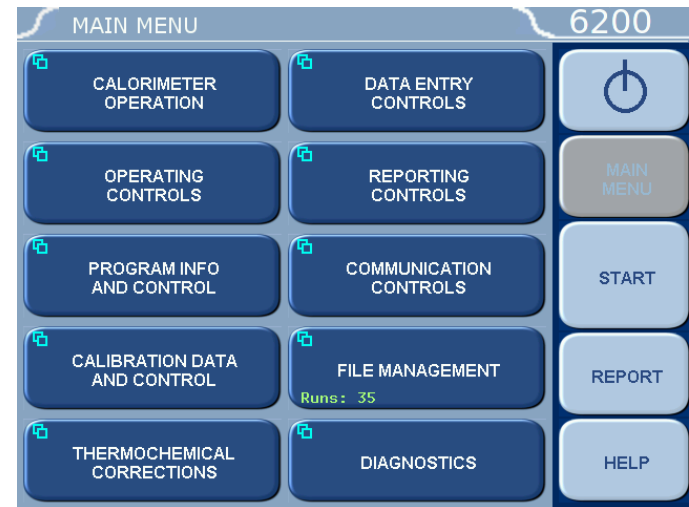 MAIN MENU
6200
CALORIMETER
OPERATION
DATA ENTRY
CONTROLS
OPERATING
CONTROLS
REPORTING
CONTROLS
MAIN
MENU
PROGRAM INFO
AND CONTROL
COMMUNICATION
CONTROLS
START
CALIBRATION DATA
AND CONTROL
FILE MANAGEMENT
Runs: 35
REPORT
THERMOCHEMICAL
CORRECTIONS
DIAGNOSTICS
HELP